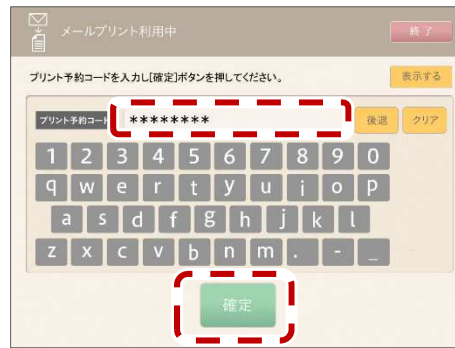 メールプリント利用中
終了
プリント予約コードを入力し[確定]ボタンを押してください。
表示する
プリント予約コード
********
後退
クリア
1 2 3 4 5 6 7 8 9 0
q w e r t y u i o p
a s d f g h j k l
z x c v b n m . - _
確定